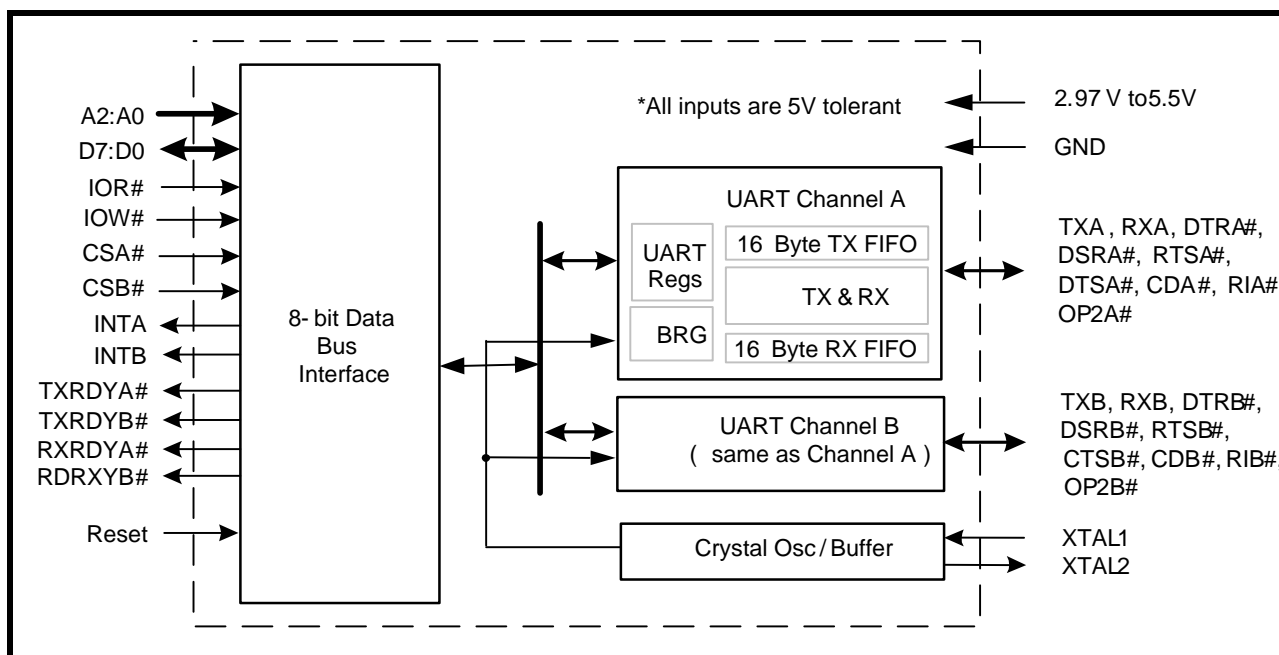 A2:A0
D7:D0
IOR#
IOW#
CSA#
CSB#
INTA
INTB
TXRDYA#
TXRDYB#
RXRDYA#
RDRXYB#
Reset
8- bit Data
Bus
Interface
*All inputs are 5V tolerant
2.97 V to5.5V
GND
UART Channel A
UART
Regs
BRG
16 Byte TX FIFO
TX & RX
16 Byte RX FIFO
TXA , RXA, DTRA#,
DSRA#, RTSA#,
DTSA#, CDA#, RIA#
OP2A#
UART Channel B
( same as Channel A )
TXB, RXB, DTRB#,
DSRB#, RTSB#,
CTSB#, CDB#, RIB#,
OP2B#
Crystal Osc / Buffer
XTAL1
XTAL2